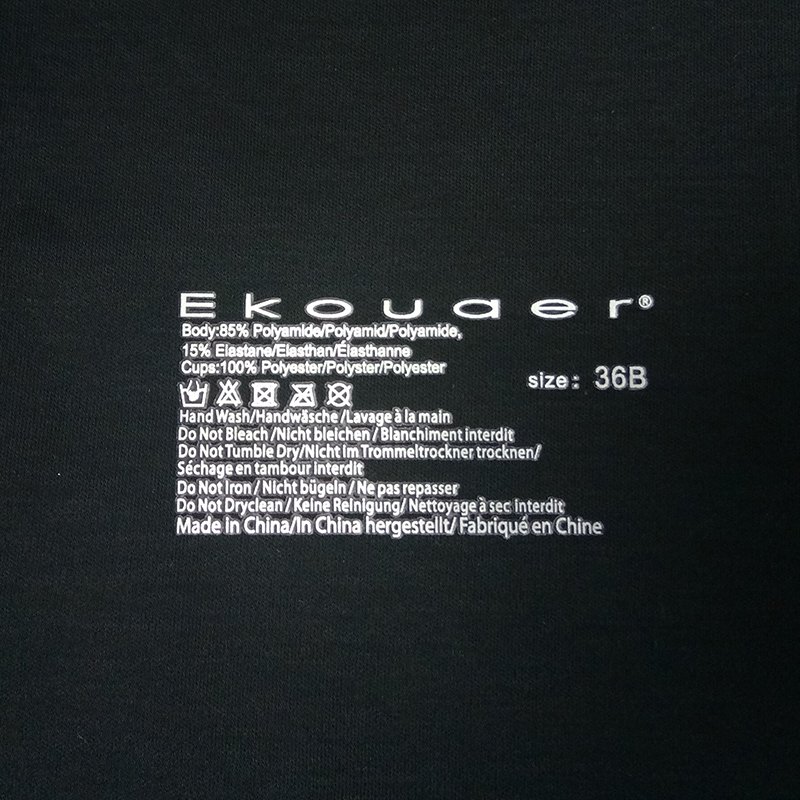 Ekouaer®
Body:85% Polyamide/Polyamid/Polyamide,
15% Elastane/Elasthan/Élasthanne
Cups:100% Polyester/Polyster/Polyester
size: 36B
Hand Wash/Handwäsche/Lavage à la main
Do Not Bleach/Nicht bleichen/Blanchiment interdit
Do Not Tumble Dry/Nicht im Trommeltrockner trocknen/
Séchage en tambour interdit
Do Not Iron/Nicht bügeln/Ne pas repasser
Do Not Dryclean/Keine Reinigung/Nettoyage à sec interdit
Made in China/In China hergestellt/Fabriqué en Chine